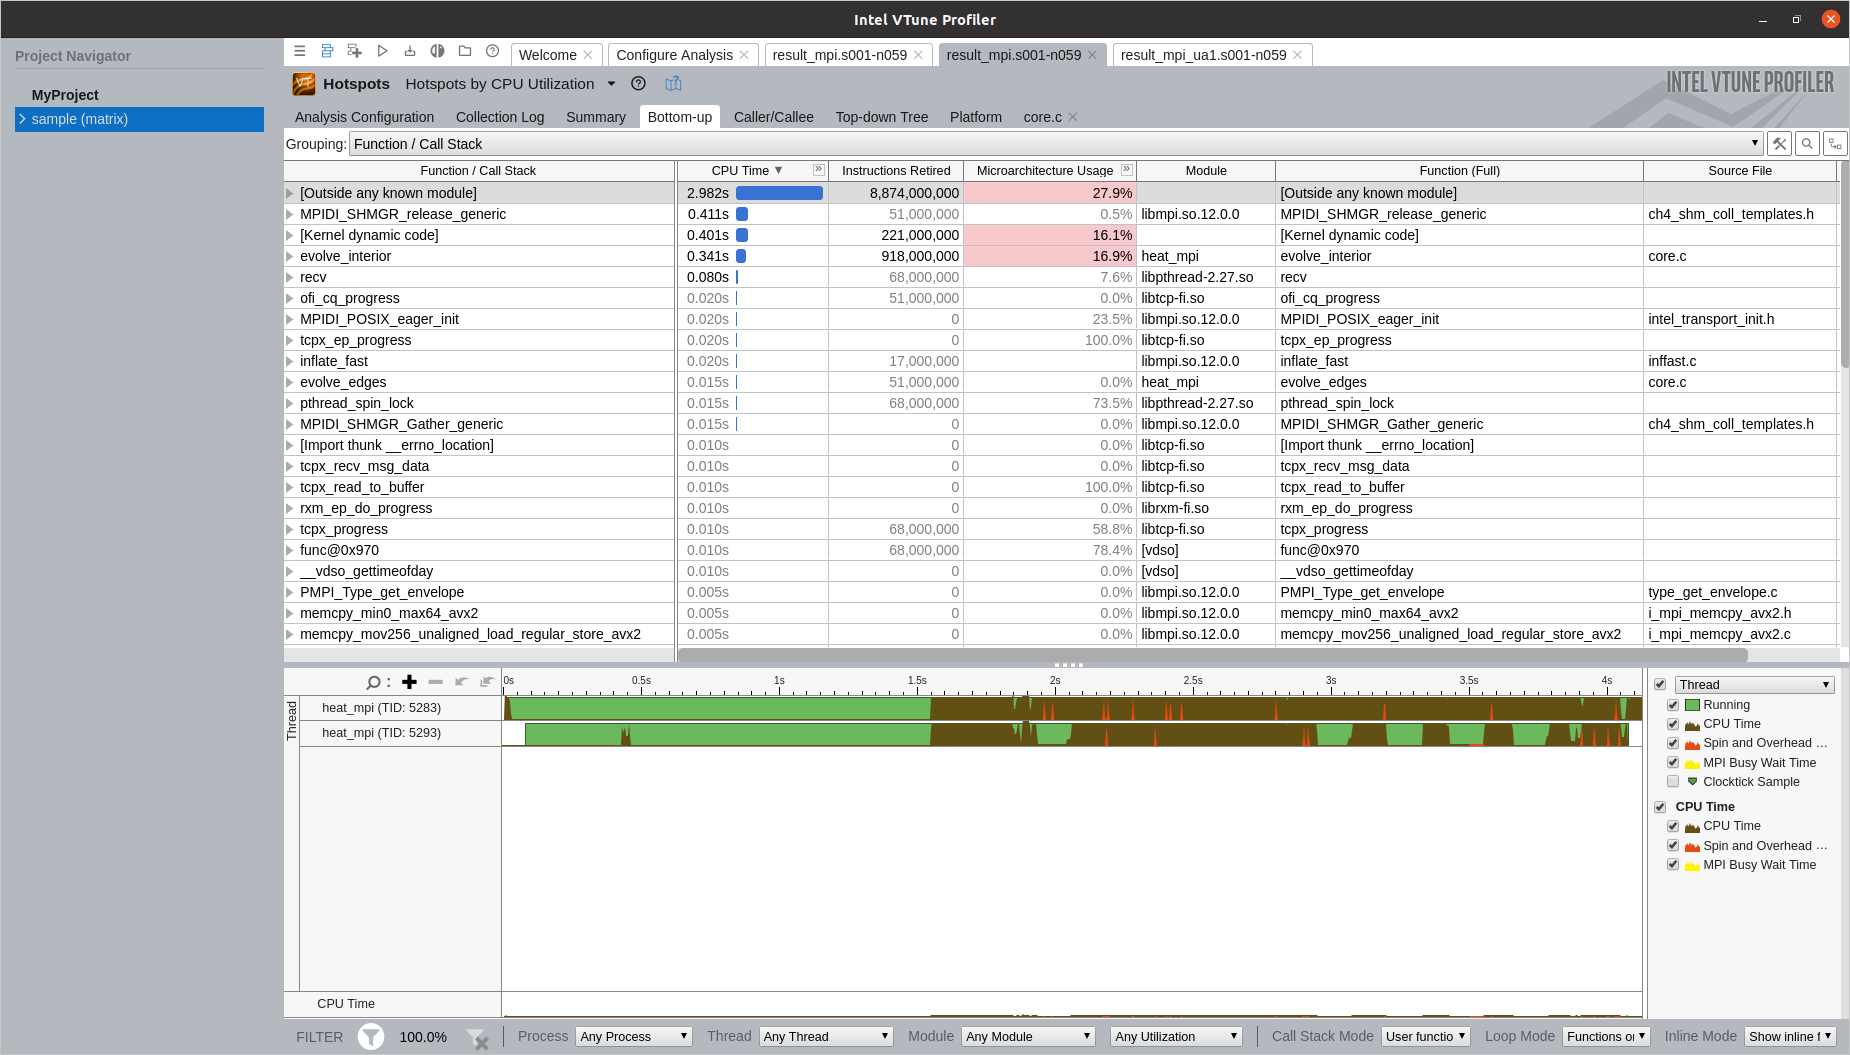 Intel VTune Profiler
Project Navigator
MyProject
sample (matrix)
Welcome
Configure Analysis
result_mpi.s001-n059
result_mpi.s001-n059
result_mpi_ua1.s001-n059
Hotspots Hotspots by CPU Utilization
INTEL VTUNE PROFILER
Analysis Configuration Collection Log Summary Bottom-up Caller/Callee Top-down Tree Platform core.c
Grouping: Function / Call Stack
Function / Call Stack CPU Time Instructions Retired Microarchitecture Usage Module Function (Full) Source File
[Outside any known module] 2.982s 8,874,000,000 27.9% [Outside any known module]
MPIDI_SHMGR_release_generic 0.411s 51,000,000 0.5% libmpi.so.12.0.0 MPIDI_SHMGR_release_generic ch4_shm_coll_templates.h
[Kernel dynamic code] 0.401s 221,000,000 16.1% [Kernel dynamic code]
evolve_interior 0.341s 918,000,000 16.9% heat_mpi evolve_interior core.c
recv 0.080s 68,000,000 7.6% libpthread-2.27.so recv
ofi_cq_progress 0.020s 51,000,000 0.0% libtcp-fi.so ofi_cq_progress
MPIDI_POSIX_eager_init 0.020s 0 23.5% libmpi.so.12.0.0 MPIDI_POSIX_eager_init intel_transport_init.h
tcpx_ep_progress 0.020s 0 100.0% libtcp-fi.so tcpx_ep_progress
inflate_fast 0.020s 17,000,000 libmpi.so.12.0.0 inflate_fast inffast.c
evolve_edges 0.015s 51,000,000 0.0% heat_mpi evolve_edges core.c
pthread_spin_lock 0.015s 68,000,000 73.5% libpthread-2.27.so pthread_spin_lock
MPIDI_SHMGR_Gather_generic 0.015s 0 0.0% libmpi.so.12.0.0 MPIDI_SHMGR_Gather_generic ch4_shm_coll_templates.h
[Import thunk __errno_location] 0.010s 0 0.0% libtcp-fi.so [Import thunk __errno_location]
tcpx_recv_msg_data 0.010s 0 0.0% libtcp-fi.so tcpx_recv_msg_data
tcpx_read_to_buffer 0.010s 0 100.0% libtcp-fi.so tcpx_read_to_buffer
rxm_ep_do_progress 0.010s 0 0.0% librxm-fi.so rxm_ep_do_progress
tcpx_progress 0.010s 68,000,000 58.8% libtcp-fi.so tcpx_progress
func@0x970 0.010s 68,000,000 78.4% [vdso] func@0x970
__vdso_gettimeofday 0.010s 0 0.0% [vdso] __vdso_gettimeofday
PMPI_Type_get_envelope 0.005s 0 0.0% libmpi.so.12.0.0 PMPI_Type_get_envelope type_get_envelope.c
memcpy_min0_max64_avx2 0.005s 0 0.0% libmpi.so.12.0.0 memcpy_min0_max64_avx2 i_mpi_memcpy_avx2.h
memcpy_mov256_unaligned_load_regular_store_avx2 0.005s 0 0.0% libmpi.so.12.0.0 memcpy_mov256_unaligned_load_regular_store_avx2 i_mpi_memcpy_avx2.c
0s 0.5s 1s 1.5s 2s 2.5s 3s 3.5s 4s
Thread
heat_mpi (TID: 5283)
heat_mpi (TID: 5293)
CPU Time
Thread
Running
CPU Time
Spin and Overhead ...
MPI Busy Wait Time
Clocktick Sample
CPU Time
CPU Time
Spin and Overhead ...
MPI Busy Wait Time
FILTER 100.0% Process Any Process Thread Any Thread Module Any Module Any Utilization Call Stack Mode User functio Loop Mode Functions o Inline Mode Show inline f